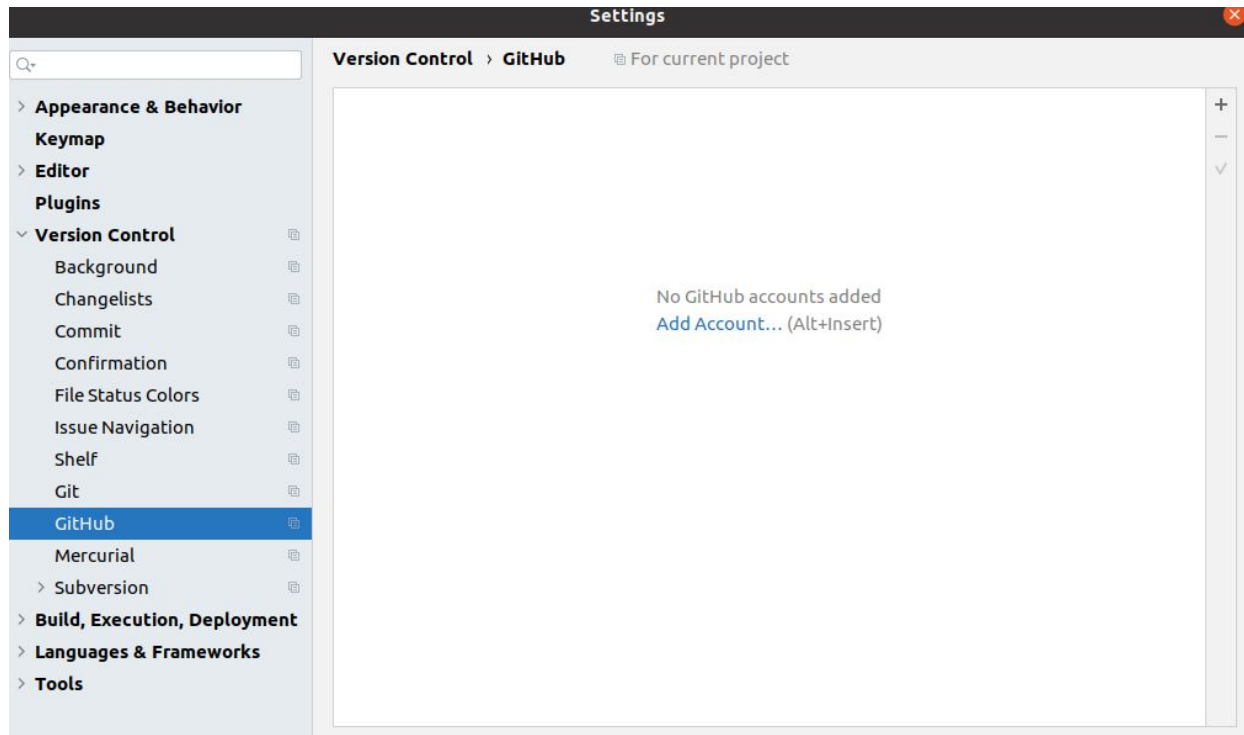 Settings
Version Control › GitHub For current project
Appearance & Behavior
Keymap
Editor
Plugins
Version Control
Background
Changelists
Commit
Confirmation
File Status Colors
Issue Navigation
Shelf
Git
GitHub
Mercurial
Subversion
Build, Execution, Deployment
Languages & Frameworks
Tools
No GitHub accounts added
Add Account... (Alt+Insert)